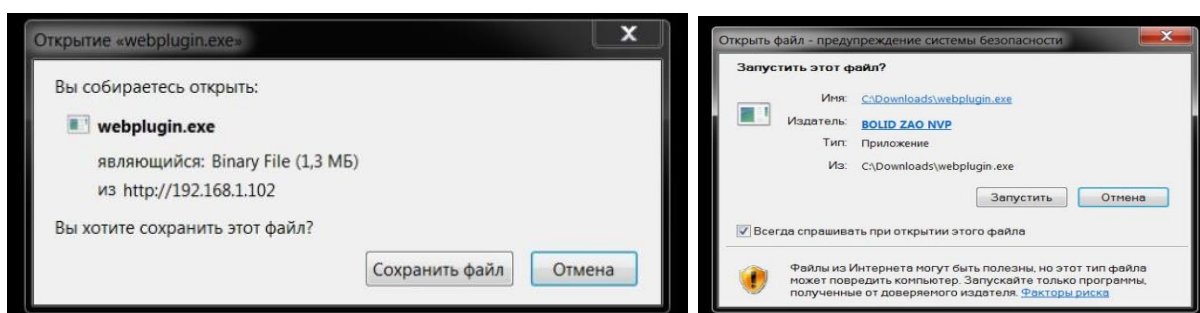 Открытие «webplugin.exe»
Вы собираетесь открыть:
webplugin.exe
являющийся: Binary File (1,3 МБ)
из http://192.168.1.102
Вы хотите сохранить этот файл?
Сохранить файл
Отмена
Открыть файл - предупреждение системы безопасности
Запустить этот файл?
Имя: C:\Downloads\webplugin.exe
Издатель: BOLID ZAO NVP
Тип: Приложение
Из: C:\Downloads\webplugin.exe
Запустить
Отмена
Всегда спрашивать при открытии этого файла
Файлы из Интернета могут быть полезны, но этот тип файла
может повредить компьютер. Запускайте только программы,
полученные от доверяемого издателя. Факторы риска